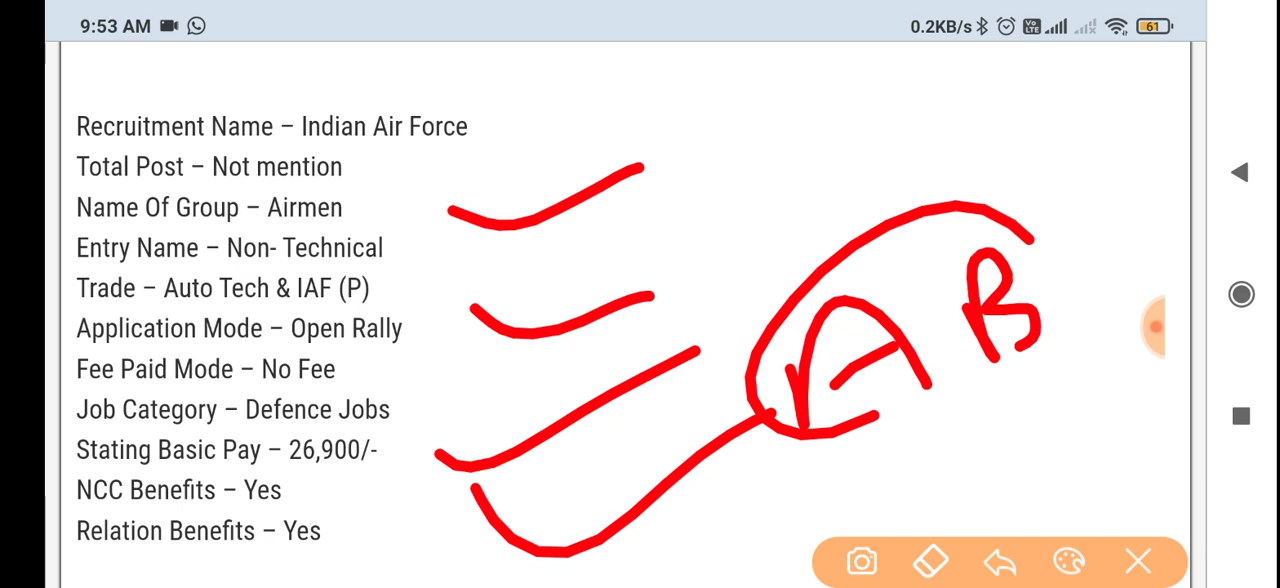 9:53 AM 0.2KB/s Vo LTE 61
Recruitment Name – Indian Air Force
Total Post – Not mention
Name Of Group – Airmen
Entry Name – Non- Technical
Trade – Auto Tech & IAF (P)
Application Mode – Open Rally
Fee Paid Mode – No Fee
Job Category – Defence Jobs
Stating Basic Pay – 26,900/-
NCC Benefits – Yes
Relation Benefits – Yes
A B